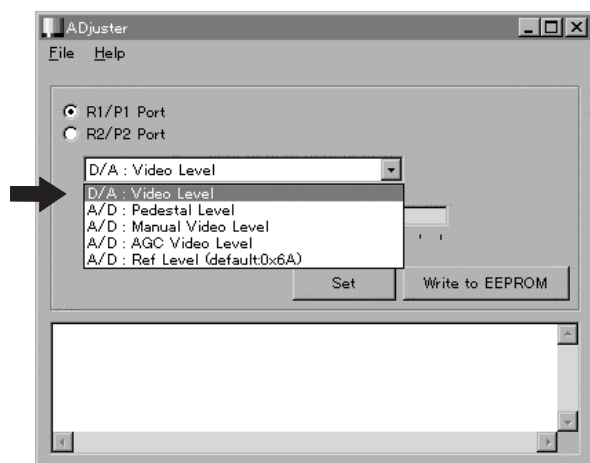 ADjuster
File Help
R1/P1 Port
R2/P2 Port
D/A : Video Level
D/A : Video Level
A/D : Pedestal Level
A/D : Manual Video Level
A/D : AGC Video Level
A/D : Ref Level (default:0x6A)
Set Write to EEPROM